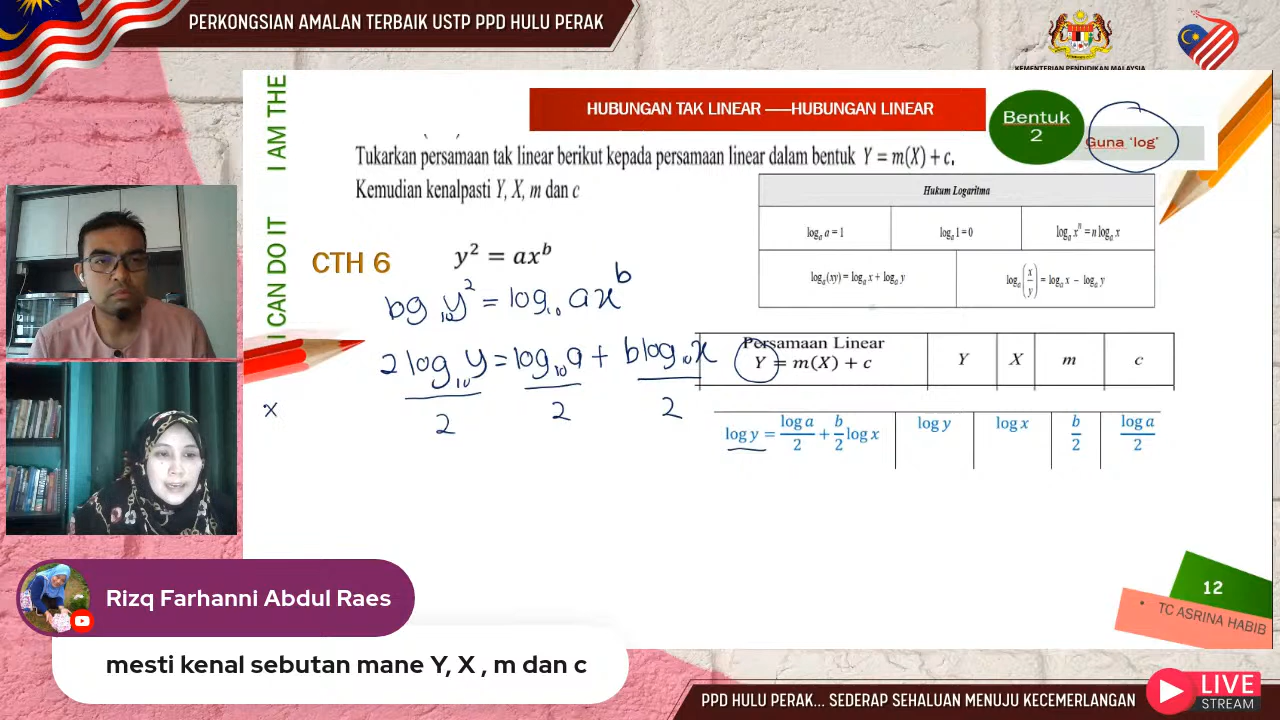 PERKONGSIAN AMALAN TERBAIK USTP PPD HULU PERAK
KEMENTERIAN PENDIDIKAN MALAYSIA
I CAN DO IT I AM THE
HUBUNGAN TAK LINEAR ——HUBUNGAN LINEAR
Bentuk
2
Guna 'log'
Tukarkan persamaan tak linear berikut kepada persamaan linear dalam bentuk Y = m(X) + c.
Kemudian kenalpasti Y, X, m dan c
Hukum Logaritma
logₐ a = 1
logₐ 1 = 0
logₐ xⁿ = n logₐ x
logₐ(xy) = logₐ x + logₐ y
logₐ (x/y) = logₐ x − logₐ y
CTH 6
y² = axᵇ
log₁₀ y² = log₁₀ axᵇ
2 log₁₀ y = log₁₀ a + b log₁₀ x
2 2 2
x
Persamaan Linear
Y = m(X) + c
Y X m c
log y = log a/2 + b/2 log x
log y log x b/2 log a/2
12
• TC ASRINA HABIB
Rizq Farhanni Abdul Raes
mesti kenal sebutan mane Y, X , m dan c
PPD HULU PERAK... SEDERAP SEHALUAN MENUJU KECEMERLANGAN
LIVE
STREAM